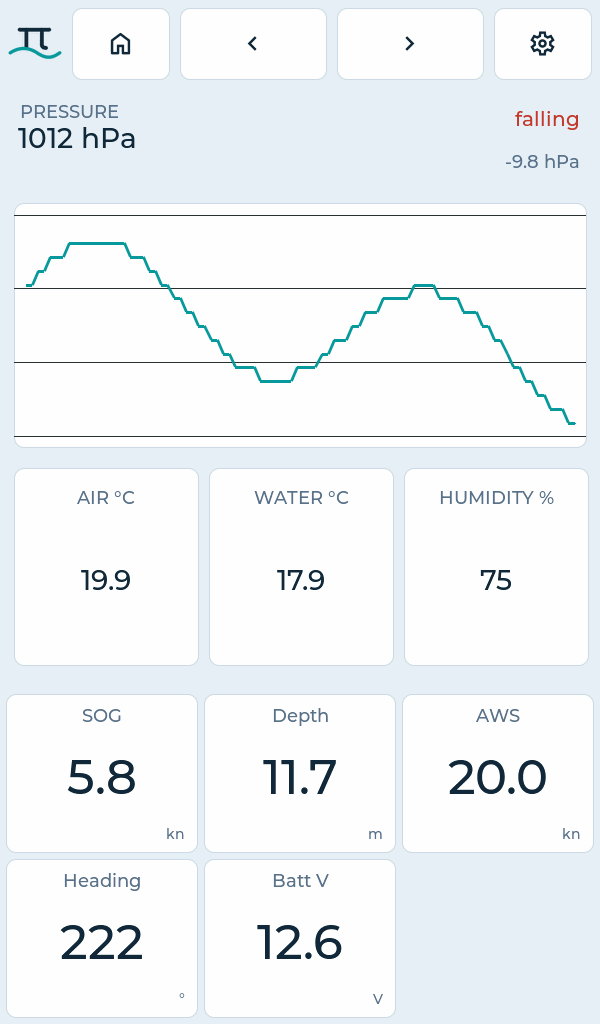 PRESSURE
1012 hPa
falling
-9.8 hPa
AIR °C
WATER °C
HUMIDITY %
19.9
17.9
75
SOG
Depth
AWS
5.8
11.7
20.0
kn
m
kn
Heading
Batt V
222
12.6
°
V